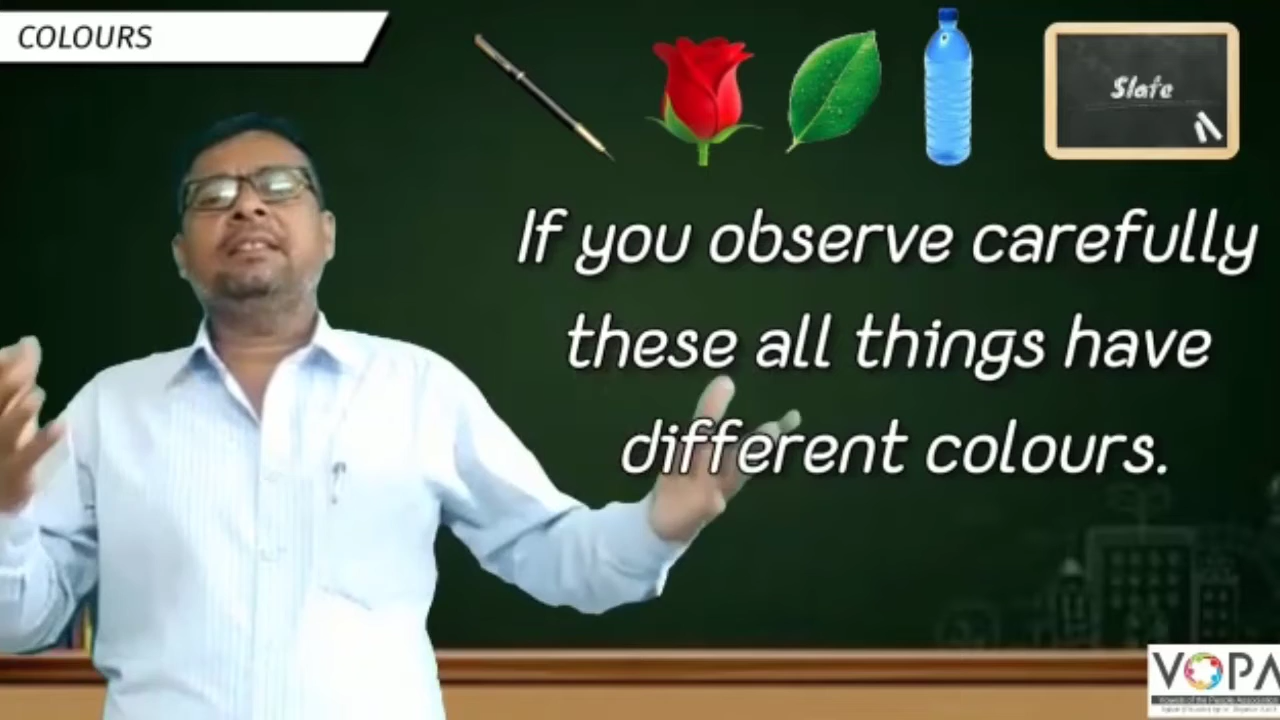 COLOURS
Slate
If you observe carefully
these all things have
different colours.
VOPA